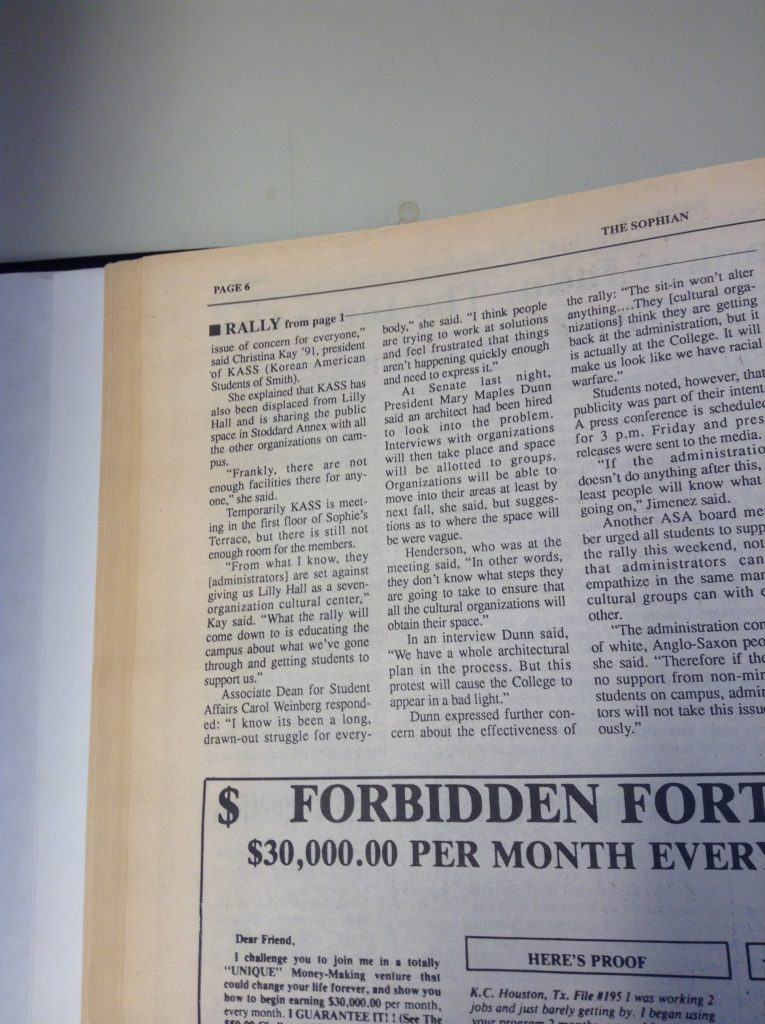 THE SOPHIAN
PAGE 6
■ RALLY from page 1
issue of concern for everyone,"
said Christina Kay '91, president
of KASS (Korean American
Students of Smith).
She explained that KASS has
also been displaced from Lilly
Hall and is sharing the public
space in Stoddard Annex with all
the other organizations on cam-
pus.
"Frankly, there are not
enough facilities there for any-
one," she said.
Temporarily KASS is meet-
ing in the first floor of Sophie's
Terrace, but there is still not
enough room for the members.
"From what I know, they
[administrators] are set against
giving us Lilly Hall as a seven-
organization cultural center,"
Kay said. "What the rally will
come down to is educating the
campus about what we've gone
through and getting students to
support us."
Associate Dean for Student
Affairs Carol Weinberg respond-
ed: "I know its been a long,
drawn-out struggle for every-
body," she said. "I think people
are trying to work at solutions
and feel frustrated that things
aren't happening quickly enough
and need to express it."
At Senate last night,
President Mary Maples Dunn
said an architect had been hired
to look into the problem.
Interviews with organizations
will then take place and space
will be allotted to groups.
Organizations will be able to
move into their areas at least by
next fall, she said, but sugges-
tions as to where the space will
be were vague.
Henderson, who was at the
meeting said, "In other words,
they don't know what steps they
are going to take to ensure that
all the cultural organizations will
obtain their space."
In an interview Dunn said,
"We have a whole architectural
plan in the process. But this
protest will cause the College to
appear in a bad light."
Dunn expressed further con-
cern about the effectiveness of
the rally: "The sit-in won't alter
anything....They [cultural orga-
nizations] think they are getting
back at the administration, but it
is actually at the College. It will
make us look like we have racial
warfare."
Students noted, however, that
publicity was part of their intent
A press conference is scheduled
for 3 p.m. Friday and pres
releases were sent to the media.
"If the administratio
doesn't do anything after this,
least people will know what
going on," Jimenez said.
Another ASA board me
ber urged all students to supp
the rally this weekend, not
that administrators can
empathize in the same man
cultural groups can with e
other.
"The administration con
of white, Anglo-Saxon peo
she said. "Therefore if the
no support from non-min
students on campus, admin
tors will not take this issu
ously."
$ FORBIDDEN FORT
$30,000.00 PER MONTH EVERY
Dear Friend,
I challenge you to join me in a totally
"UNIQUE" Money-Making venture that
could change your life forever, and show you
how to begin earning $30,000.00 per month,
every month. I GUARANTEE IT! ! (See The
HERE'S PROOF
K.C. Houston, Tx. File #195 I was working 2
jobs and just barely getting by. I began using
your program 2